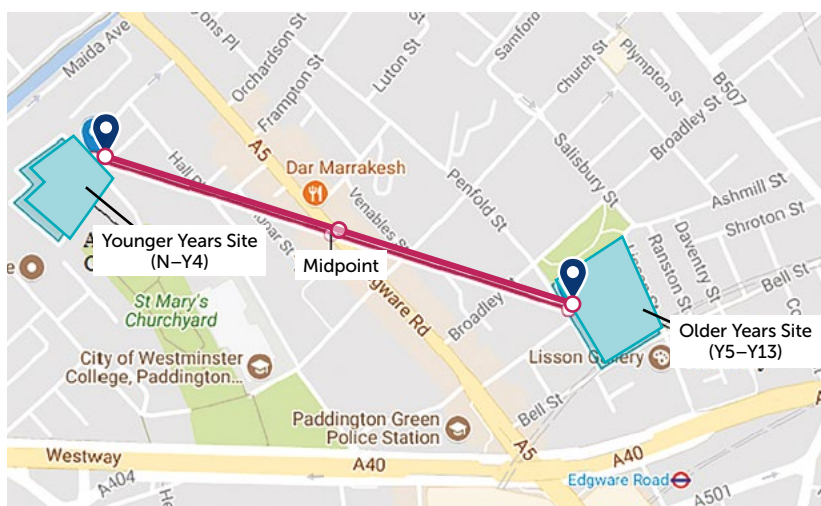 Maida Ave
Orchardson St
Frampton St
Luton St
Samford
Church St
Plympton St
Broadley St
B507
A5
Salisbury St
Dar Marrakesh
Penfold St
Venables St
Ashmill St
Shroton St
Lisson St
Ranston St
Daventry St
Bell St
Younger Years Site
(N–Y4)
Midpoint
Broadley
St Mary's
Churchyard
City of Westminster
College, Paddington...
Older Years Site
(Y5–Y13)
Lisson
Bell St
Paddington Green
Police Station
A5
Westway
A40
A40
A404
Edgware Road
A501